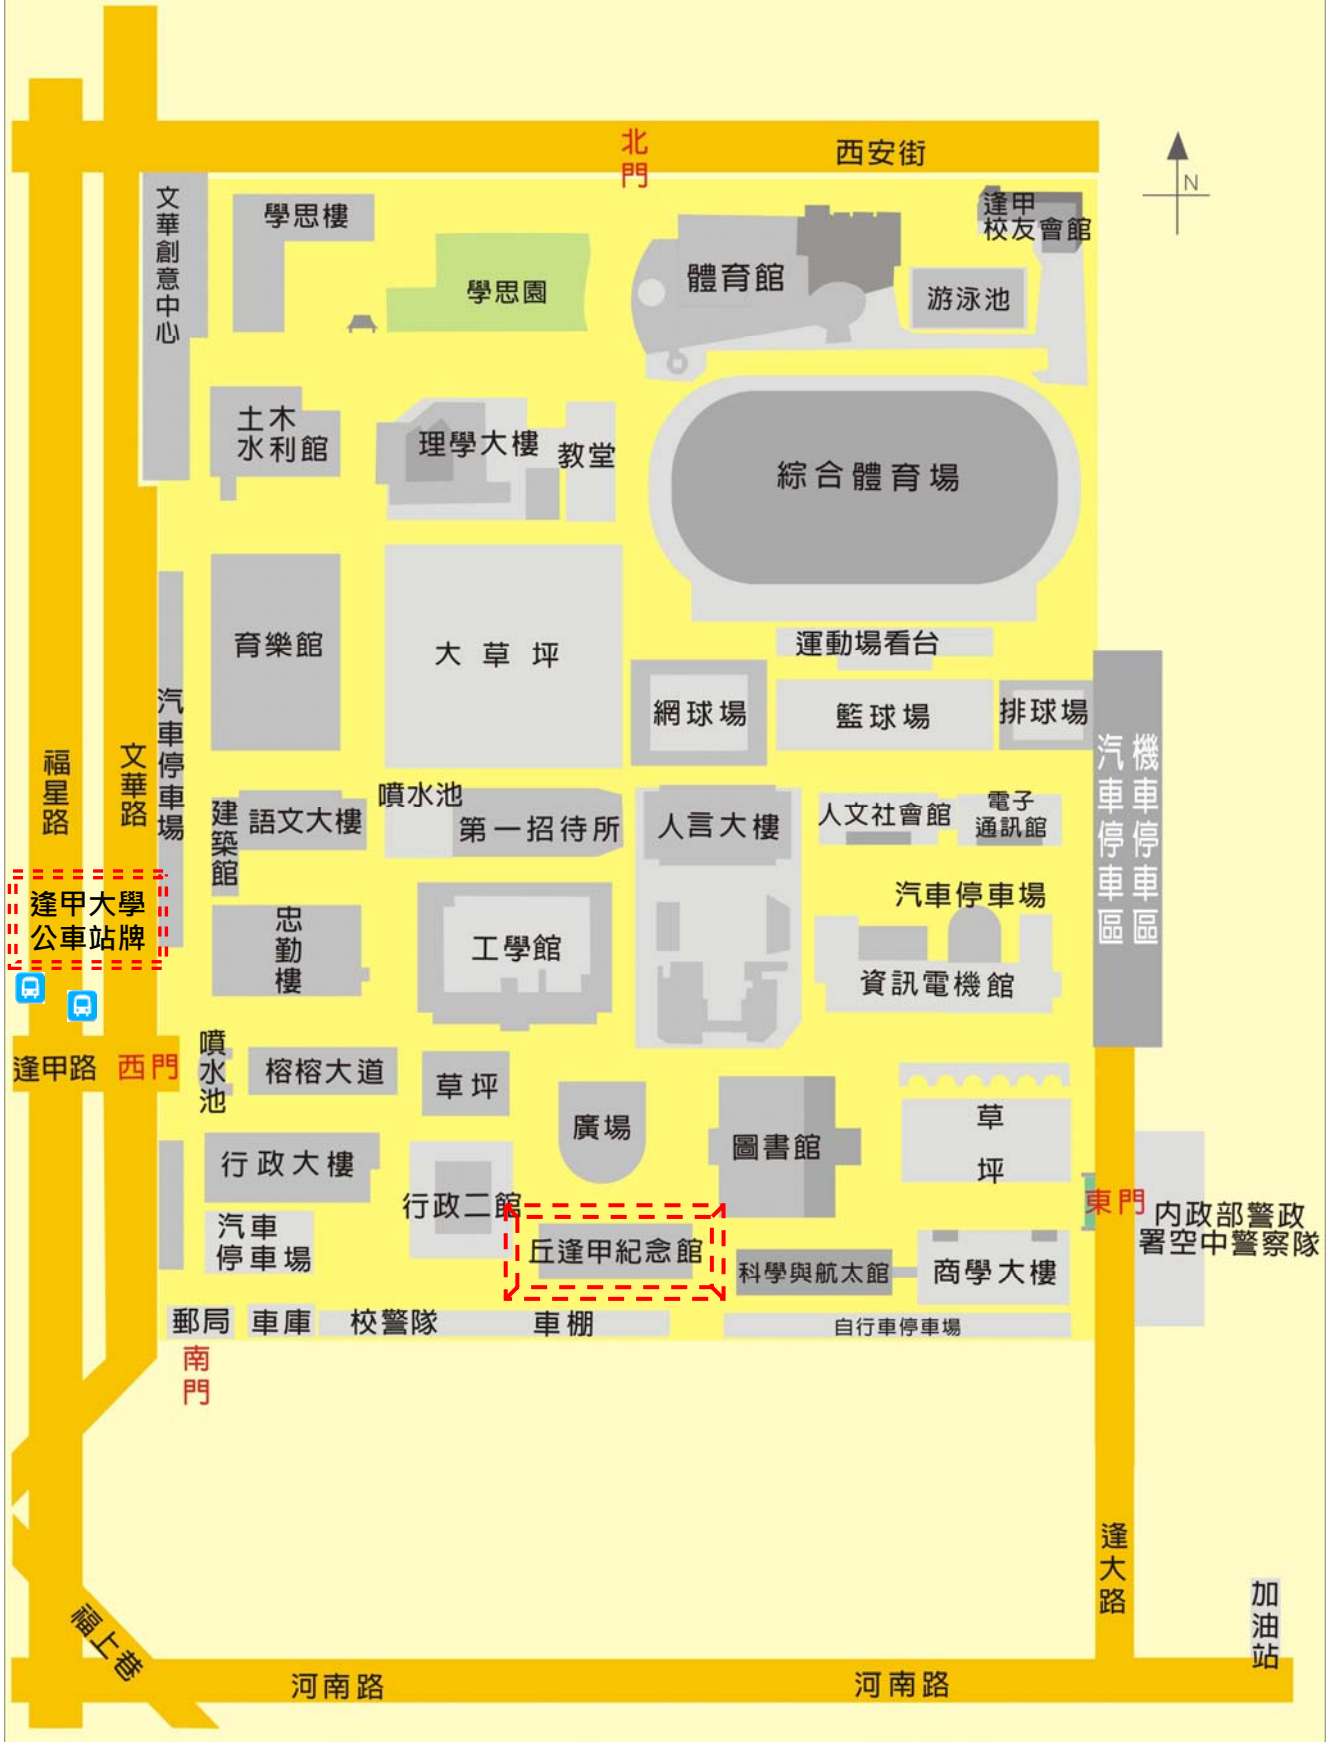 北
門
西安街
N
文華創意中心
學思樓
學思園
體育館
逢甲
校友會館
游泳池
土木
水利館
理學大樓
教堂
綜合體育場
育樂館
大草坪
運動場看台
網球場
籃球場
排球場
汽車停車區
機車停車區
福星路
文華路
汽車停車場
建築館
語文大樓
噴水池
第一招待所
人言大樓
人文社會館
電子
通訊館
逢甲大學
公車站牌
忠勤樓
工學館
汽車停車場
資訊電機館
逢甲路
西門
噴水池
榕榕大道
草坪
廣場
圖書館
草
坪
行政大樓
行政二館
汽車
停車場
丘逢甲紀念館
科學與航太館
商學大樓
東門
內政部警政
署空中警察隊
郵局
車庫
校警隊
車棚
自行車停車場
南
門
逢大路
加油站
福上巷
河南路
河南路